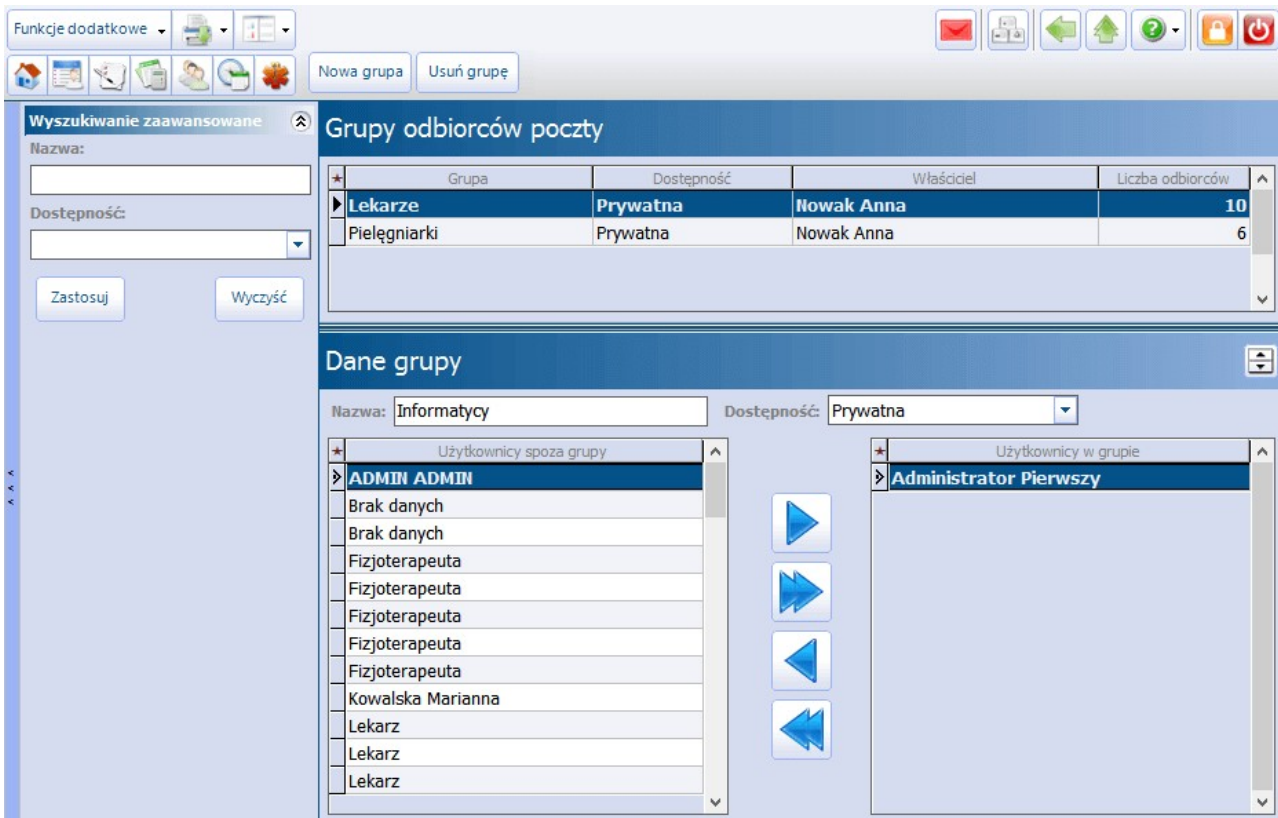 Funkcje dodatkowe
Nowa grupa Usuń grupę
Wyszukiwanie zaawansowane
Nazwa:
Dostępność:
Zastosuj Wyczyść
Grupy odbiorców poczty
Grupa Dostępność Właściciel Liczba odbiorców
Lekarze Prywatna Nowak Anna 10
Pielęgniarki Prywatna Nowak Anna 6
Dane grupy
Nazwa: Informatycy Dostępność: Prywatna
Użytkownicy spoza grupy
ADMIN ADMIN
Brak danych
Brak danych
Fizjoterapeuta
Fizjoterapeuta
Fizjoterapeuta
Fizjoterapeuta
Fizjoterapeuta
Kowalska Marianna
Lekarz
Lekarz
Lekarz
Użytkownicy w grupie
Administrator Pierwszy